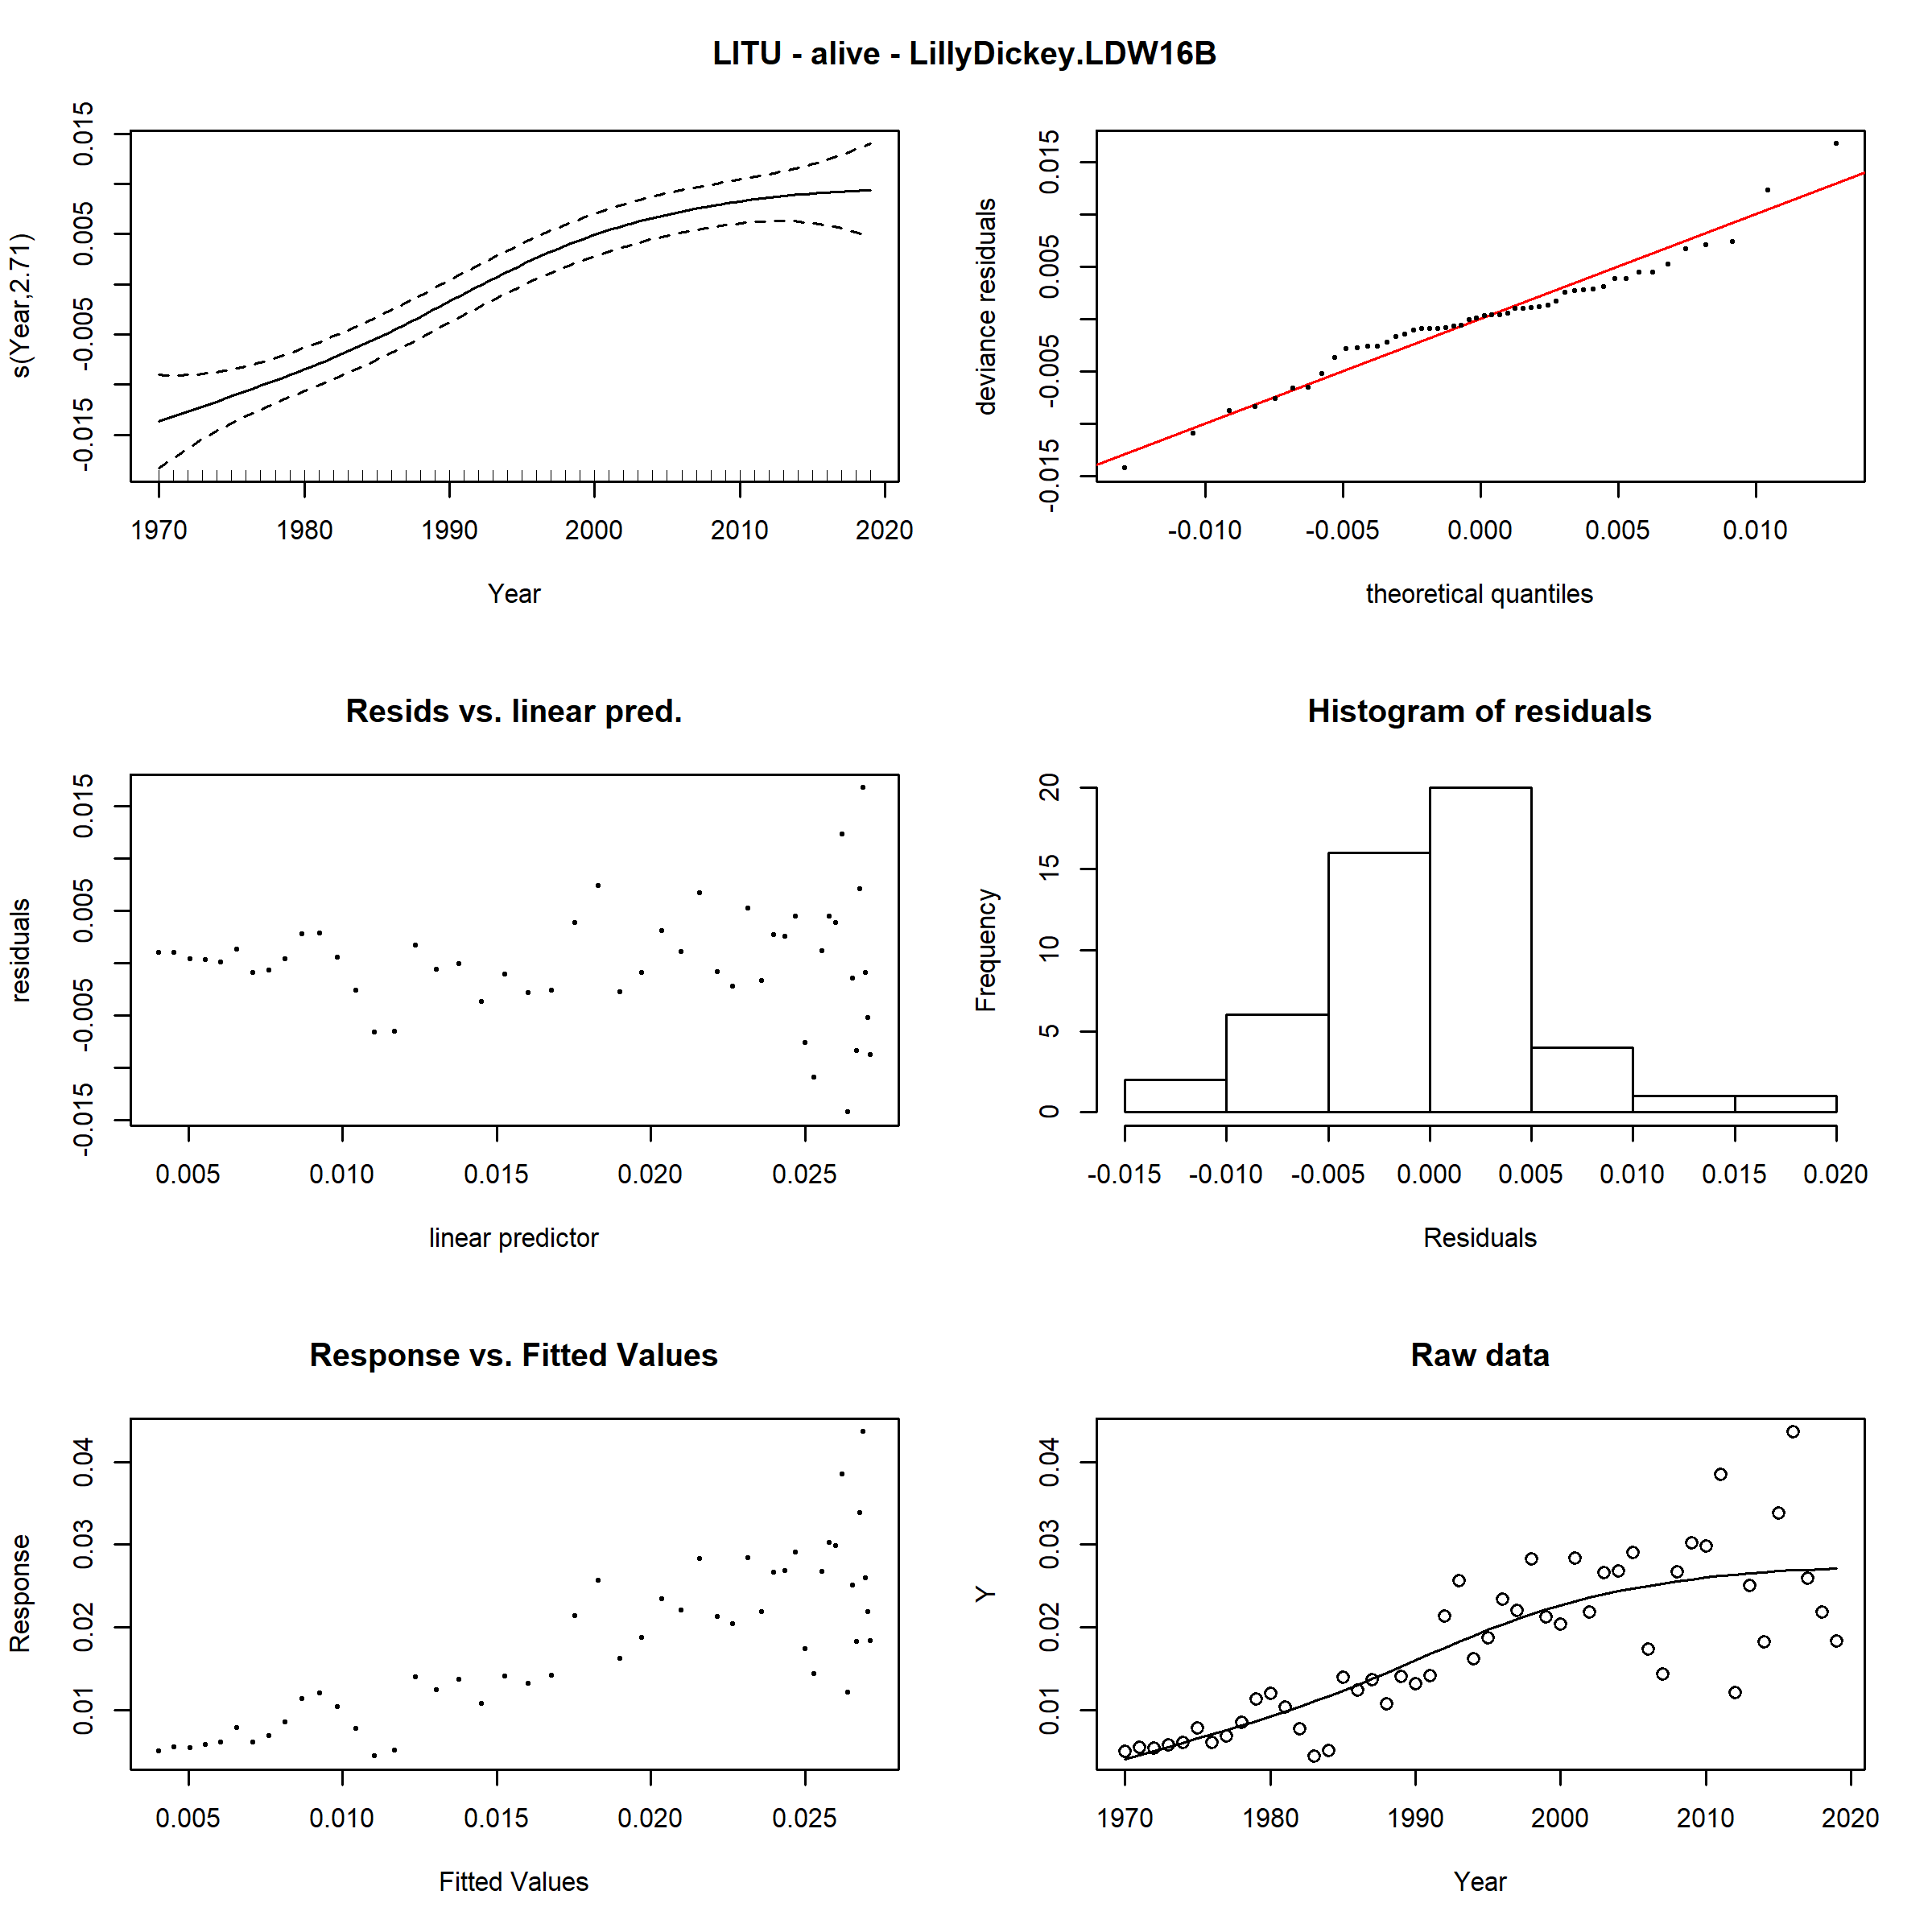 LITU - alive - LillyDickey.LDW16B
s(Year,2.71)
-0.015 -0.005 0.005 0.015
1970 1980 1990 2000 2010 2020
Year
deviance residuals
-0.015 -0.005 0.005 0.015
-0.010 -0.005 0.000 0.005 0.010
theoretical quantiles
Resids vs. linear pred.
residuals
-0.015 -0.005 0.005 0.015
0.005 0.010 0.015 0.020 0.025
linear predictor
Histogram of residuals
Frequency
0 5 10 15 20
-0.015 -0.010 -0.005 0.000 0.005 0.010 0.015 0.020
Residuals
Response vs. Fitted Values
Response
0.01 0.02 0.03 0.04
0.005 0.010 0.015 0.020 0.025
Fitted Values
Raw data
Y
0.01 0.02 0.03 0.04
1970 1980 1990 2000 2010 2020
Year